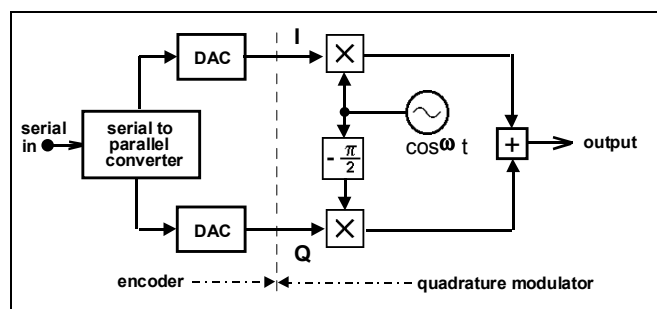 DAC
I
×
serial
in
serial to
parallel
converter
cosω t
- π/2
+
output
DAC
Q
×
encoder
quadrature modulator